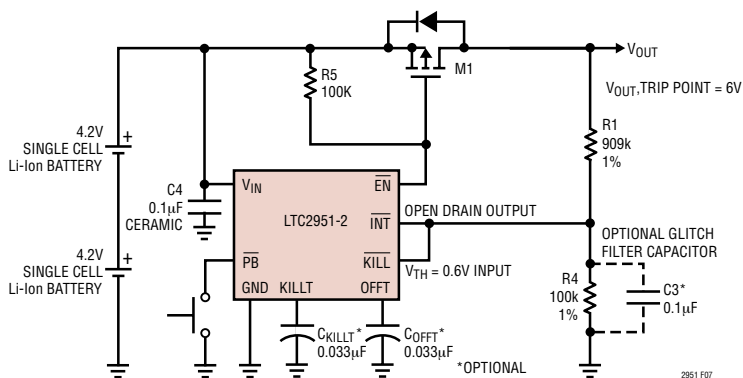 V_OUT
M1
R5
100K
V_OUT,TRIP POINT = 6V
R1
909k
1%
4.2V
SINGLE CELL
Li-Ion BATTERY
+
C4
0.1µF
CERAMIC
V_IN
EN
LTC2951-2
INT
OPEN DRAIN OUTPUT
OPTIONAL GLITCH
FILTER CAPACITOR
KILL
V_TH = 0.6V INPUT
PB
GND KILLT OFFT
4.2V
SINGLE CELL
Li-Ion BATTERY
+
R4
100k
1%
C3*
0.1µF
C_KILLT*
0.033µF
C_OFFT*
0.033µF
*OPTIONAL
2951 F07